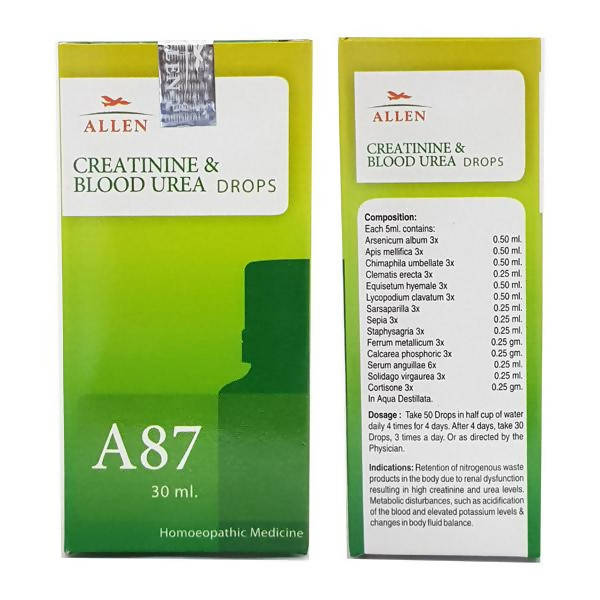 ALLEN
CREATININE &
BLOOD UREA DROPS
A87
30 ml.
Homoeopathic Medicine
ALLEN
CREATININE &
BLOOD UREA DROPS
Composition:
Each 5ml. contains:
Arsenicum album 3x 0.50 ml.
Apis mellifica 3x 0.50 ml.
Chimaphila umbellate 3x 0.50 ml.
Clematis erecta 3x 0.25 ml.
Equisetum hyemale 3x 0.50 ml.
Lycopodium clavatum 3x 0.50 ml.
Sarsaparilla 3x 0.25 ml.
Sepia 3x 0.25 ml.
Staphysagria 3x 0.25 ml.
Ferrum metallicum 3x 0.25 gm.
Calcarea phosphoric 3x 0.25 gm.
Serum anguillae 6x 0.25 ml.
Solidago virgaurea 3x 0.25 ml.
Cortisone 3x 0.25 gm.
In Aqua Destillata.
Dosage : Take 50 Drops in half cup of water
daily 4 times for 4 days. After 4 days, take 30
Drops, 3 times a day. Or as directed by the
Physician.
Indications: Retention of nitrogenous waste
products in the body due to renal dysfunction
resulting in high creatinine and urea levels.
Metabolic disturbances, such as acidification
of the blood and elevated potassium levels &
changes in body fluid balance.